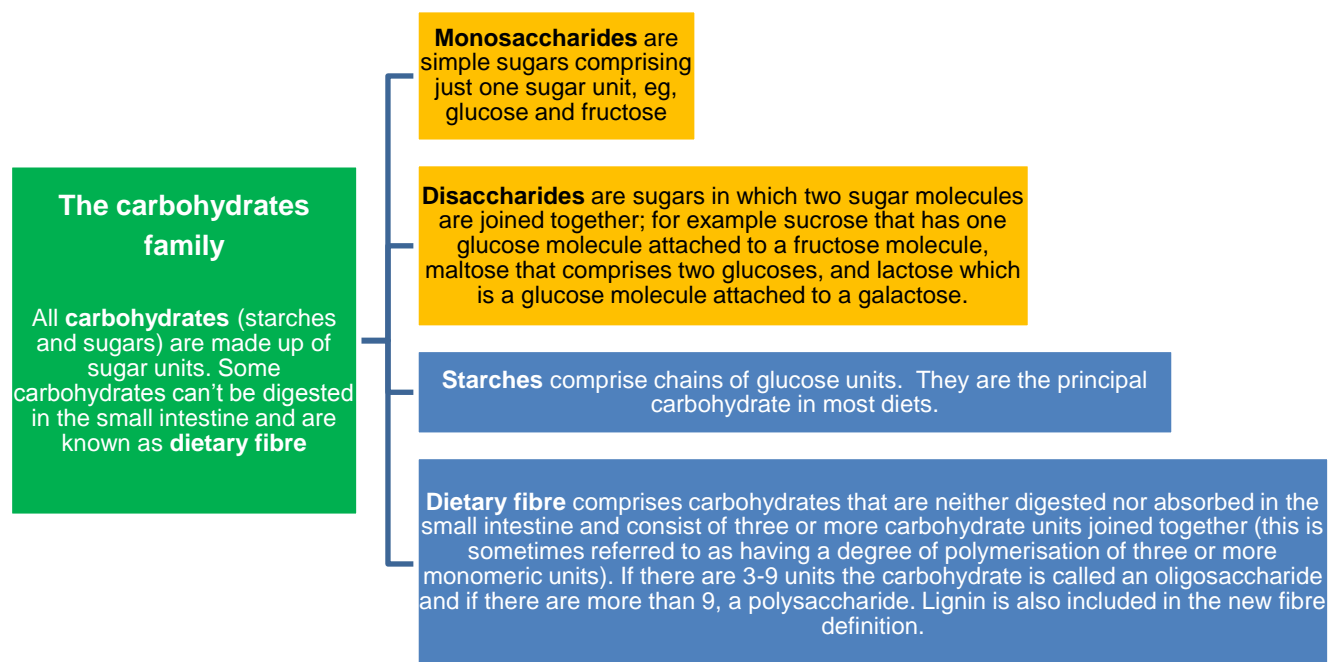 The carbohydrates
family
All carbohydrates (starches
and sugars) are made up of
sugar units. Some
carbohydrates can’t be digested
in the small intestine and are
known as dietary fibre
Monosaccharides are
simple sugars comprising
just one sugar unit, eg,
glucose and fructose
Disaccharides are sugars in which two sugar molecules
are joined together; for example sucrose that has one
glucose molecule attached to a fructose molecule,
maltose that comprises two glucoses, and lactose which
is a glucose molecule attached to a galactose.
Starches comprise chains of glucose units.  They are the principal
carbohydrate in most diets.
Dietary fibre comprises carbohydrates that are neither digested nor absorbed in the
small intestine and consist of three or more carbohydrate units joined together (this is
sometimes referred to as having a degree of polymerisation of three or more
monomeric units). If there are 3-9 units the carbohydrate is called an oligosaccharide
and if there are more than 9, a polysaccharide. Lignin is also included in the new fibre
definition.